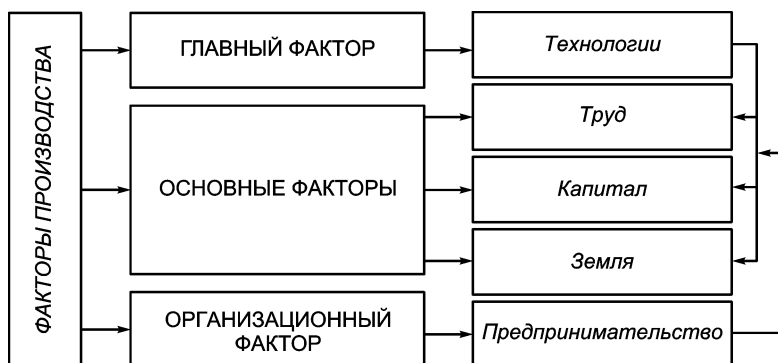 ФАКТОРЫ ПРОИЗВОДСТВА
ГЛАВНЫЙ ФАКТОР
Технологии
ОСНОВНЫЕ ФАКТОРЫ
Труд
Капитал
Земля
ОРГАНИЗАЦИОННЫЙ
ФАКТОР
Предпринимательство